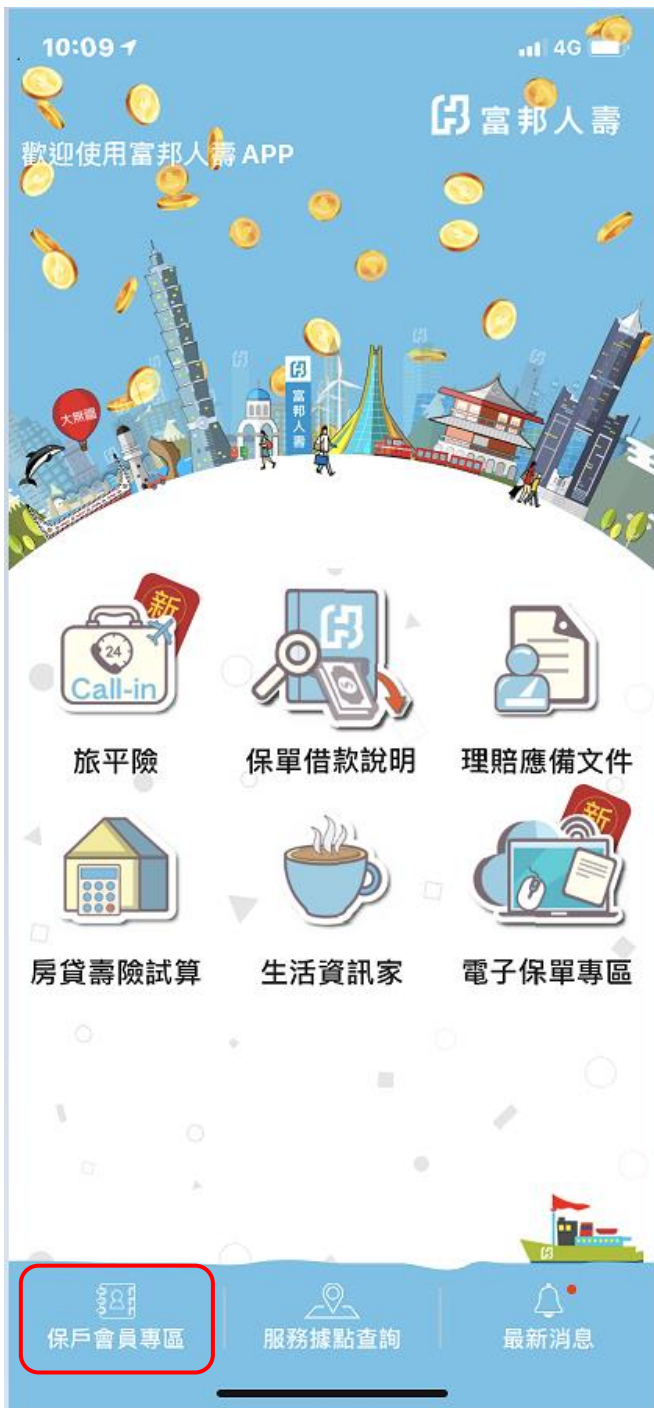 10:09
4G
富邦人壽
歡迎使用富邦人壽 APP
大無疆
富邦人壽
新
24
Call-in
旅平險
保單借款說明
理賠應備文件
新
房貸壽險試算
生活資訊家
電子保單專區
保戶會員專區
服務據點查詢
最新消息